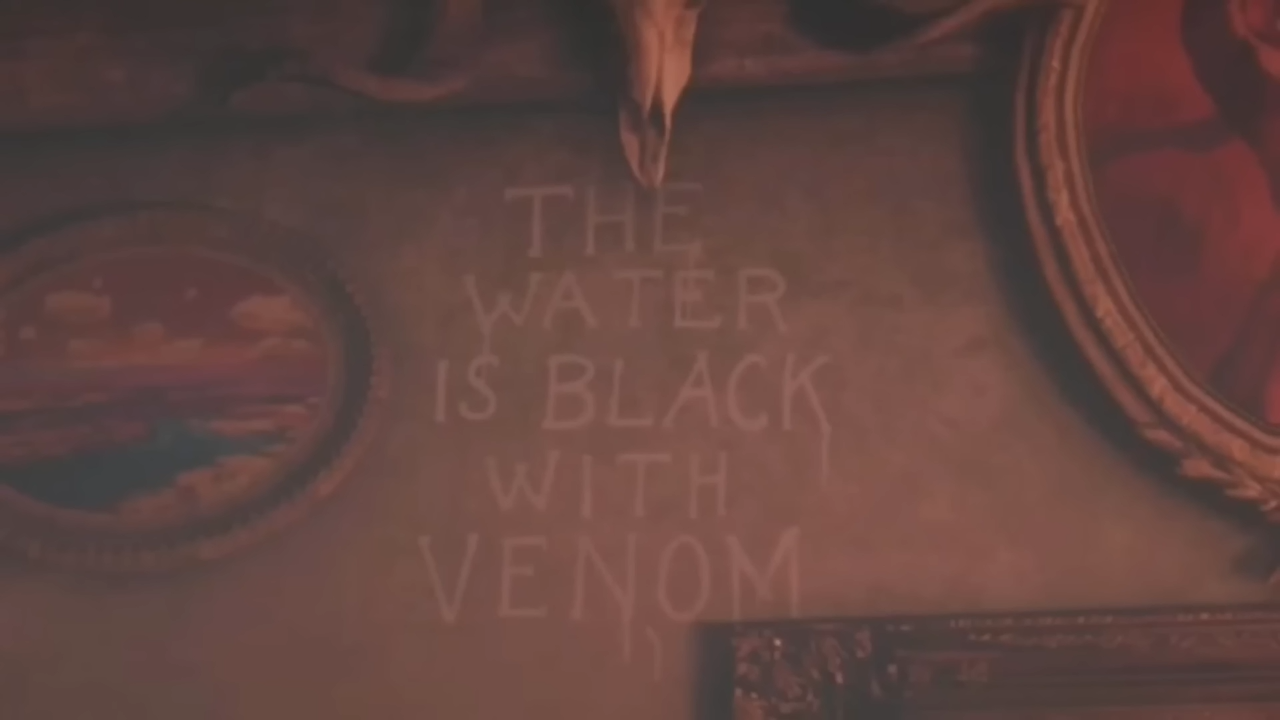 THE
WATER
IS BLACK
WITH
VENOM